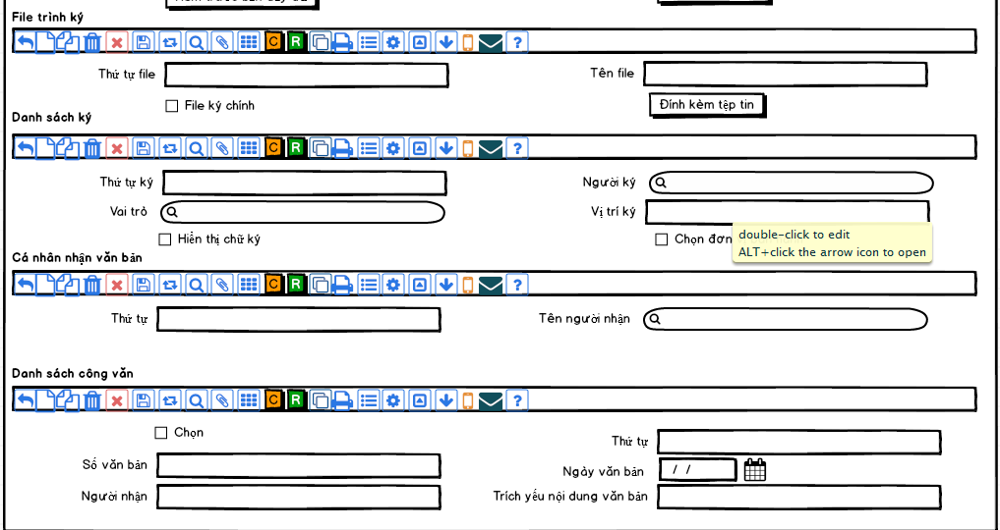 File trình ký
C R ?
Thứ tự file
Tên file
File ký chính
Đính kèm tệp tin
Danh sách ký
C R ?
Thứ tự ký
Người ký
Vai trò
Vị trí ký
Hiển thị chữ ký
Chọn đơn
double-click to edit
ALT+click the arrow icon to open
Cá nhân nhận văn bản
C R ?
Thứ tự
Tên người nhận
Danh sách công văn
C R ?
Chọn
Thứ tự
Số văn bản
Ngày văn bản
/ /
Người nhận
Trích yếu nội dung văn bản